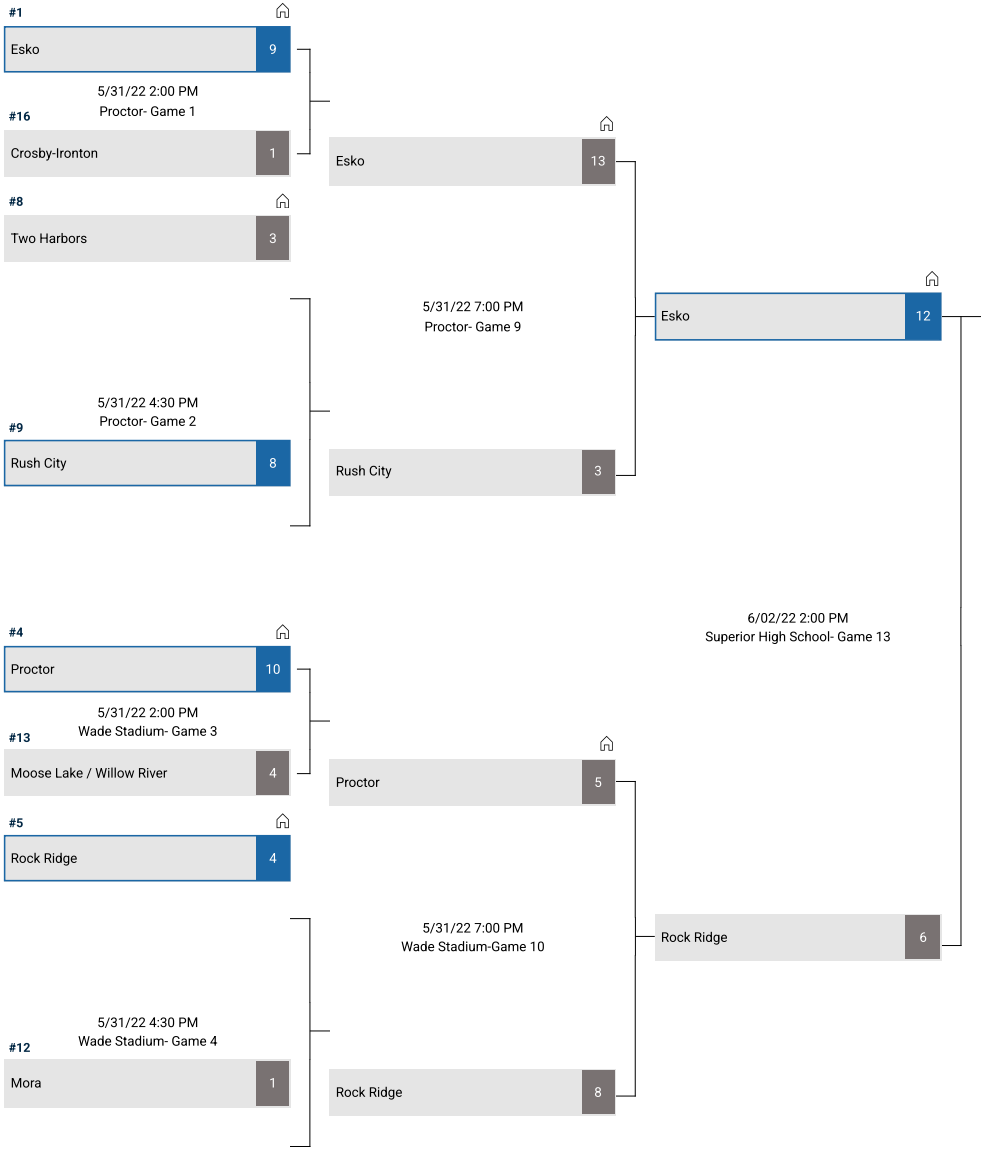 #1
Esko
9
5/31/22 2:00 PM
Proctor- Game 1
#16
Crosby-Ironton
1
#8
Two Harbors
3
5/31/22 4:30 PM
Proctor- Game 2
#9
Rush City
8
Esko
13
5/31/22 7:00 PM
Proctor- Game 9
Rush City
3
#4
Proctor
10
5/31/22 2:00 PM
Wade Stadium- Game 3
#13
Moose Lake / Willow River
4
#5
Rock Ridge
4
5/31/22 4:30 PM
Wade Stadium- Game 4
#12
Mora
1
Proctor
5
5/31/22 7:00 PM
Wade Stadium-Game 10
Rock Ridge
8
Esko
12
6/02/22 2:00 PM
Superior High School- Game 13
Rock Ridge
6